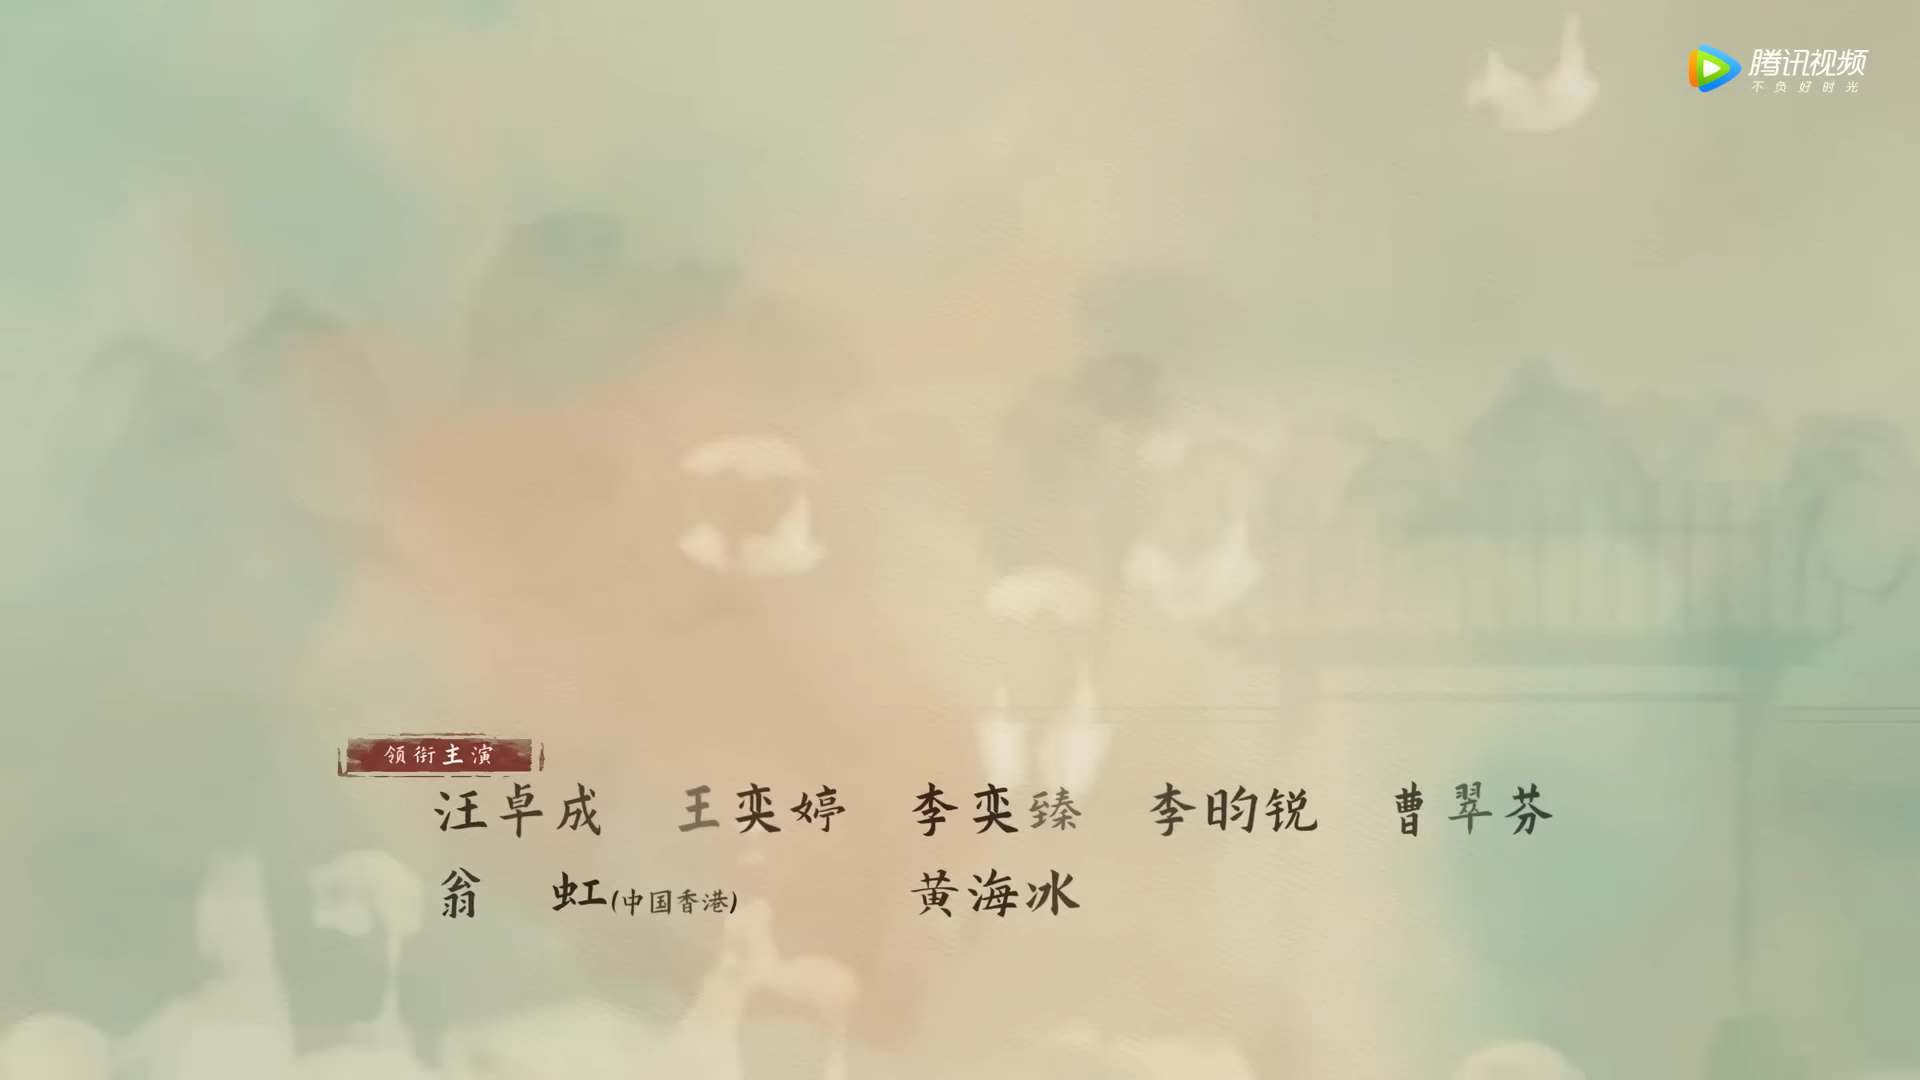 腾讯视频
不负好时光
领衔主演
汪卓成 王奕婷 李奕臻 李昀锐 曹翠芬
翁 虹(中国香港) 黄海冰